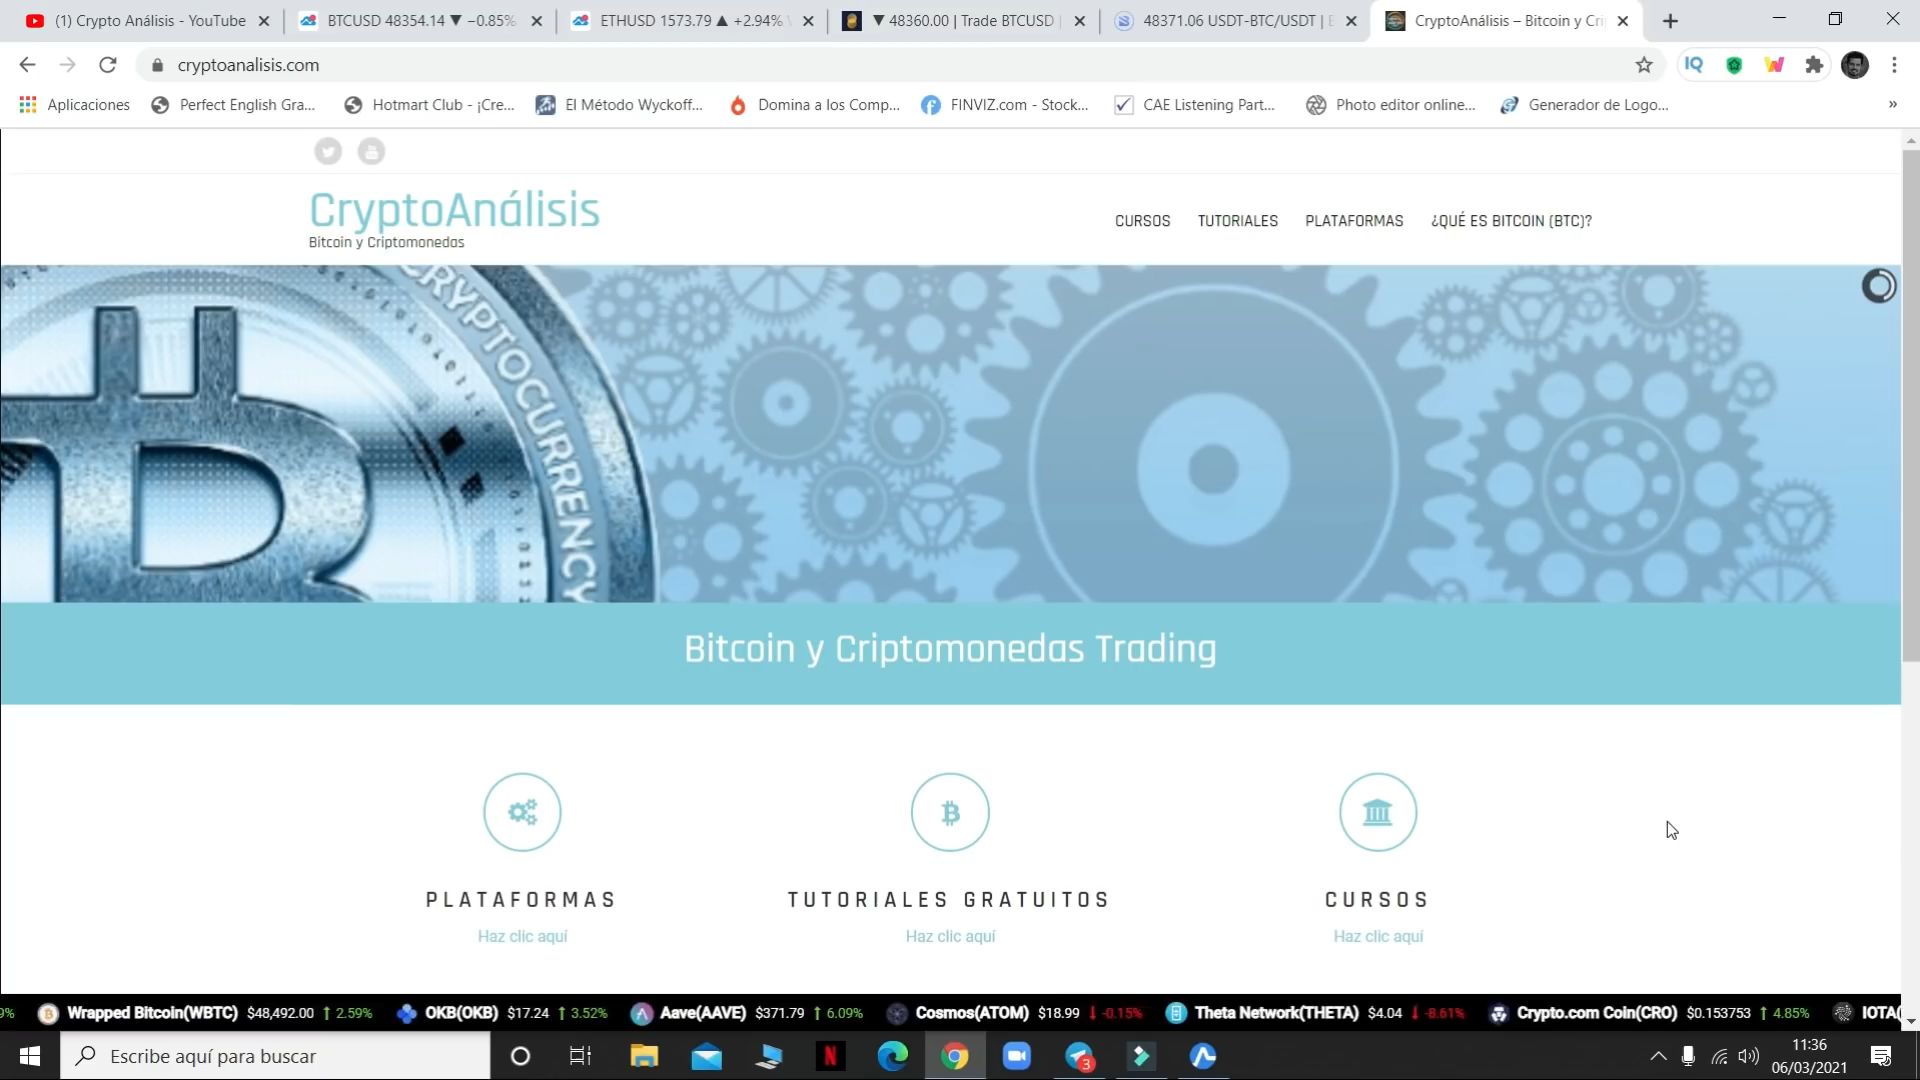 (1) Crypto Análisis - YouTube
BTCUSD 48354.14 ▼ −0.85%
ETHUSD 1573.79 ▲ +2.94%
▼ 48360.00 | Trade BTCUSD
48371.06 USDT-BTC/USDT |
CryptoAnálisis – Bitcoin y Cri
cryptoanalisis.com
IQ
Aplicaciones
Perfect English Gra...
Hotmart Club - ¡Cre...
El Método Wyckoff...
Domina a los Comp...
FINVIZ.com - Stock...
CAE Listening Part...
Photo editor online...
Generador de Logo...
»
CryptoAnálisis
Bitcoin y Criptomonedas
CURSOS
TUTORIALES
PLATAFORMAS
¿QUÉ ES BITCOIN (BTC)?
CRYPTOCURRENCY
Bitcoin y Criptomonedas Trading
PLATAFORMAS
Haz clic aquí
TUTORIALES GRATUITOS
Haz clic aquí
CURSOS
Haz clic aquí
9% Wrapped Bitcoin(WBTC) $48,492.00 ↑ 2.59% OKB(OKB) $17.24 ↑ 3.52% Aave(AAVE) $371.79 ↑ 6.09% Cosmos(ATOM) $18.99 ↓ -0.15% Theta Network(THETA) $4.04 ↓ -8.61% Crypto.com Coin(CRO) $0.153753 ↑ 4.85% IOTA(
Escribe aquí para buscar
3
11:36
06/03/2021